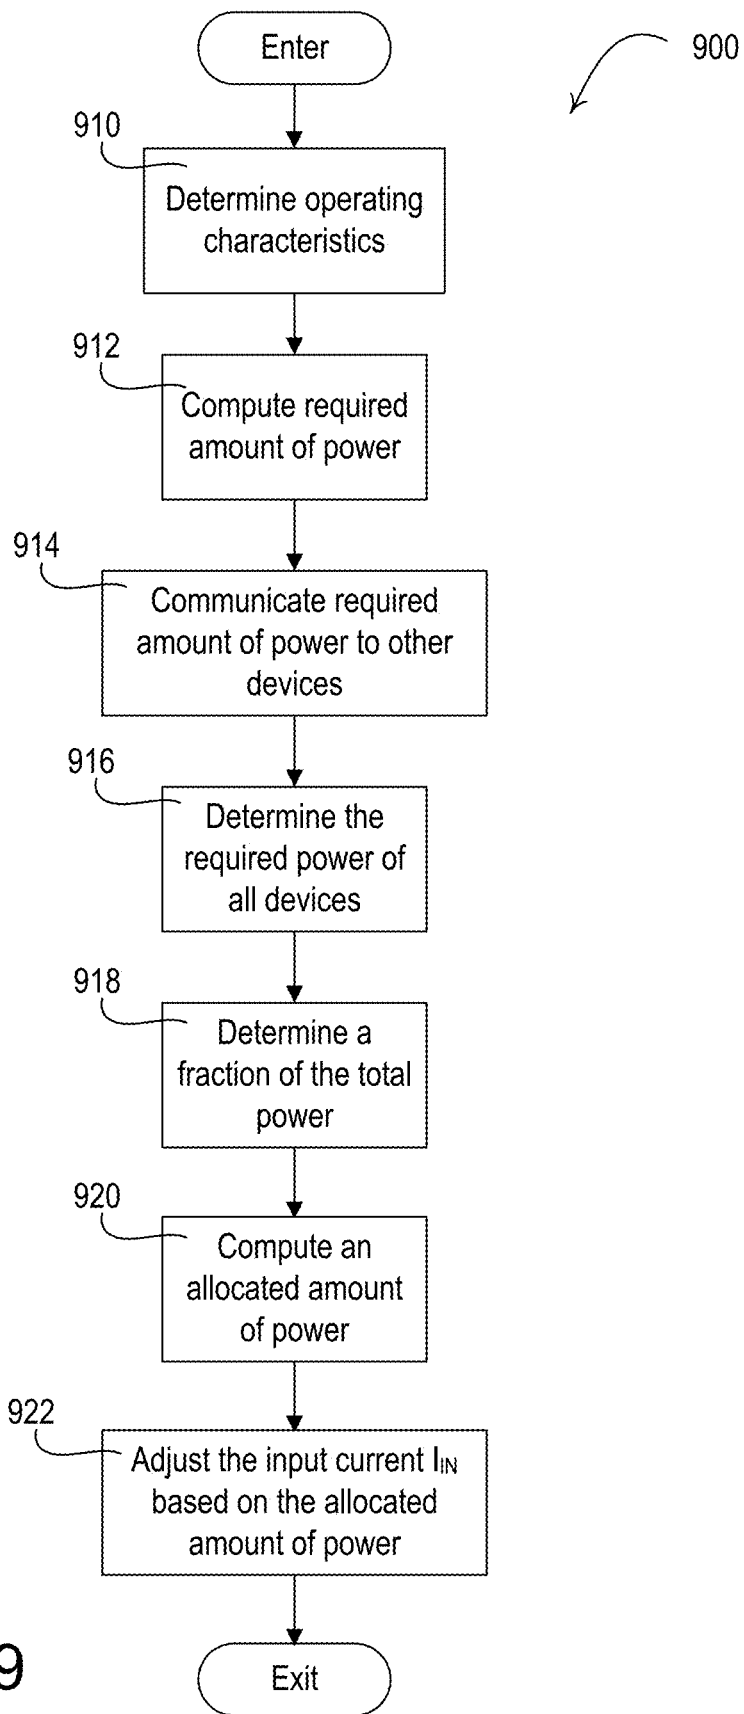 Enter
900
910
Determine operating
characteristics
912
Compute required
amount of power
914
Communicate required
amount of power to other
devices
916
Determine the
required power of
all devices
918
Determine a
fraction of the total
power
920
Compute an
allocated amount
of power
922
Adjust the input current IIN
based on the allocated
amount of power
9
Exit